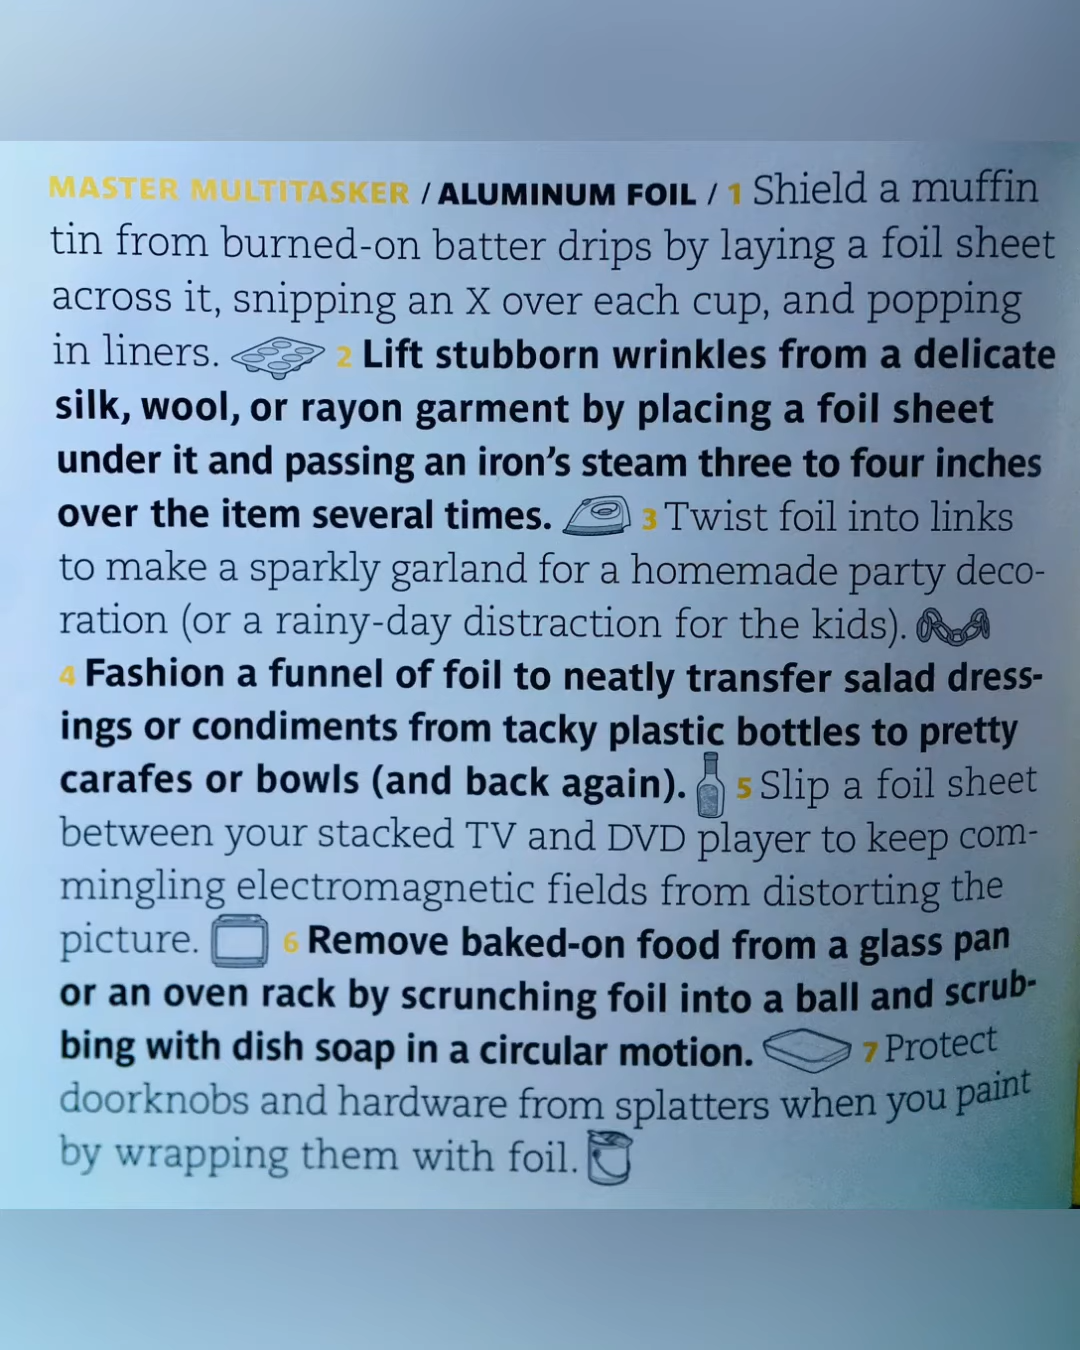 MASTER MULTITASKER / ALUMINUM FOIL / 1 Shield a muffin
tin from burned-on batter drips by laying a foil sheet
across it, snipping an X over each cup, and popping
in liners. 2 Lift stubborn wrinkles from a delicate
silk, wool, or rayon garment by placing a foil sheet
under it and passing an iron's steam three to four inches
over the item several times. 3 Twist foil into links
to make a sparkly garland for a homemade party deco-
ration (or a rainy-day distraction for the kids).
4 Fashion a funnel of foil to neatly transfer salad dress-
ings or condiments from tacky plastic bottles to pretty
carafes or bowls (and back again). 5 Slip a foil sheet
between your stacked TV and DVD player to keep com-
mingling electromagnetic fields from distorting the
picture. 6 Remove baked-on food from a glass pan
or an oven rack by scrunching foil into a ball and scrub-
bing with dish soap in a circular motion. 7 Protect
doorknobs and hardware from splatters when you paint
by wrapping them with foil.